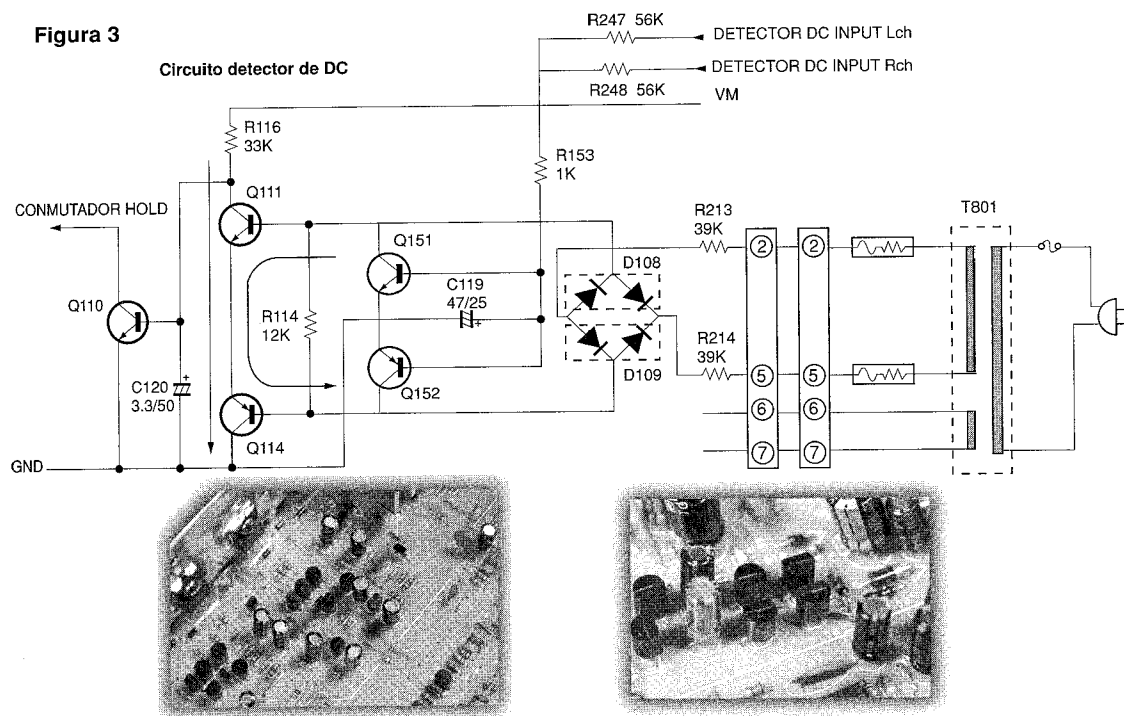 Figura 3
Circuito detector de DC
R247 56K
DETECTOR DC INPUT Lch
DETECTOR DC INPUT Rch
R248 56K
VM
R116
33K
R153
1K
Q111
CONMUTADOR HOLD
R213
39K
T801
Q151
2
2
D108
C119
47/25
Q110
R114
12K
+
R214
39K
D109
5
5
Q152
+
C120
3.3/50
6
6
Q114
7
7
GND